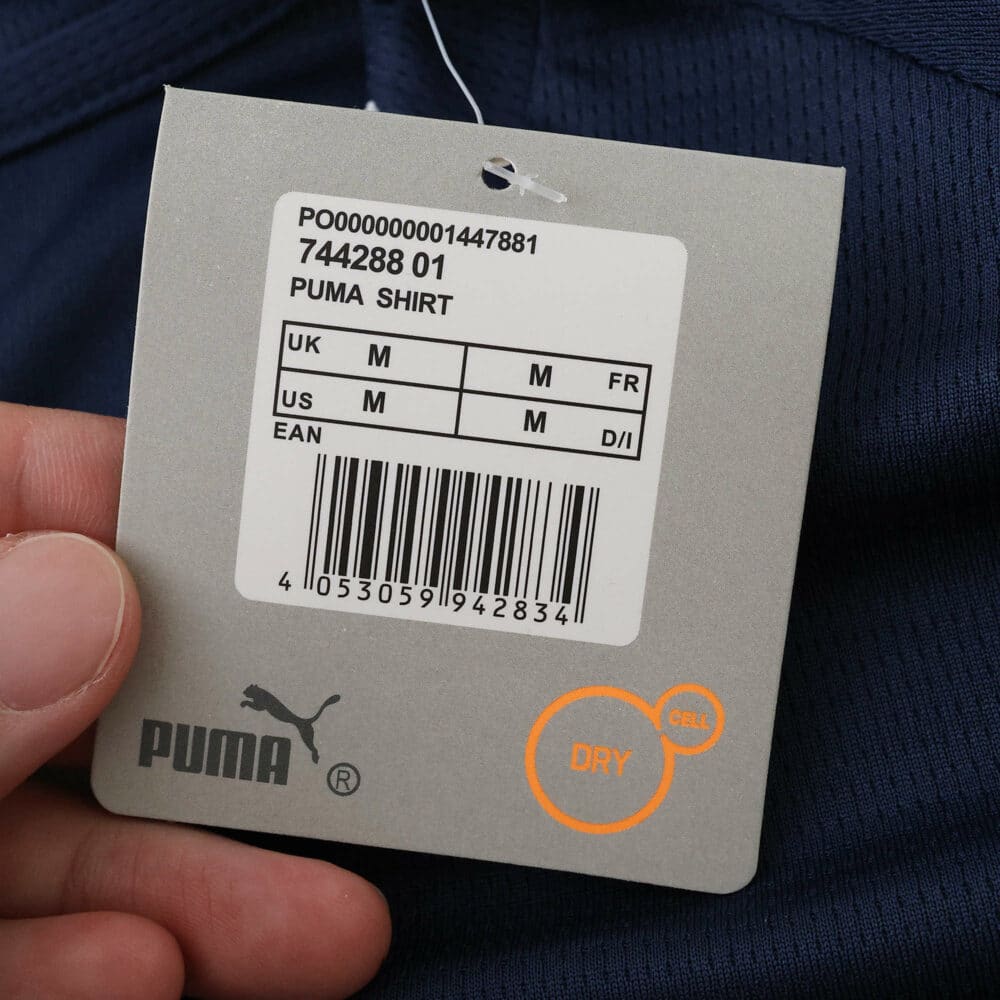 PO000000001447881
744288 01
PUMA SHIRT
UK M M FR
US M M D/I
EAN
4 053059 942834
PUMA ®
DRY CELL